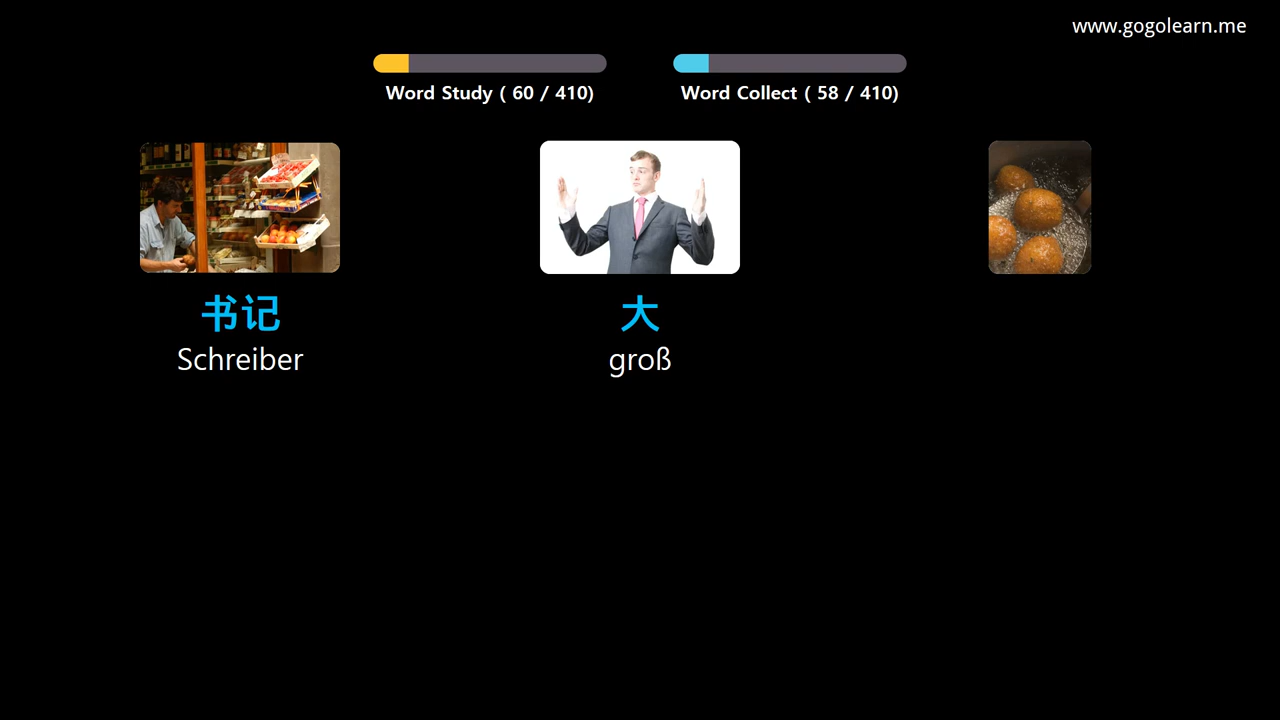 www.gogolearn.me
Word Study ( 60 / 410)
Word Collect ( 58 / 410)
书记
Schreiber
大
groß